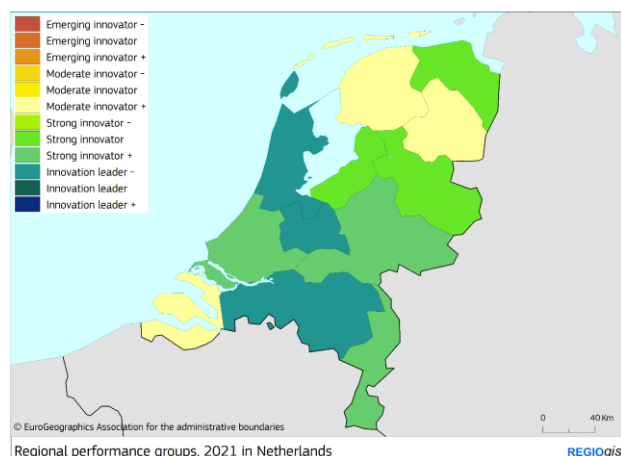 Emerging innovator -
Emerging innovator
Emerging innovator +
Moderate innovator -
Moderate innovator
Moderate innovator +
Strong innovator -
Strong innovator
Strong innovator +
Innovation leader -
Innovation leader
Innovation leader +
© EuroGeographics Association for the administrative boundaries
0 40 Km
Regional performance groups, 2021 in Netherlands
REGIOgis